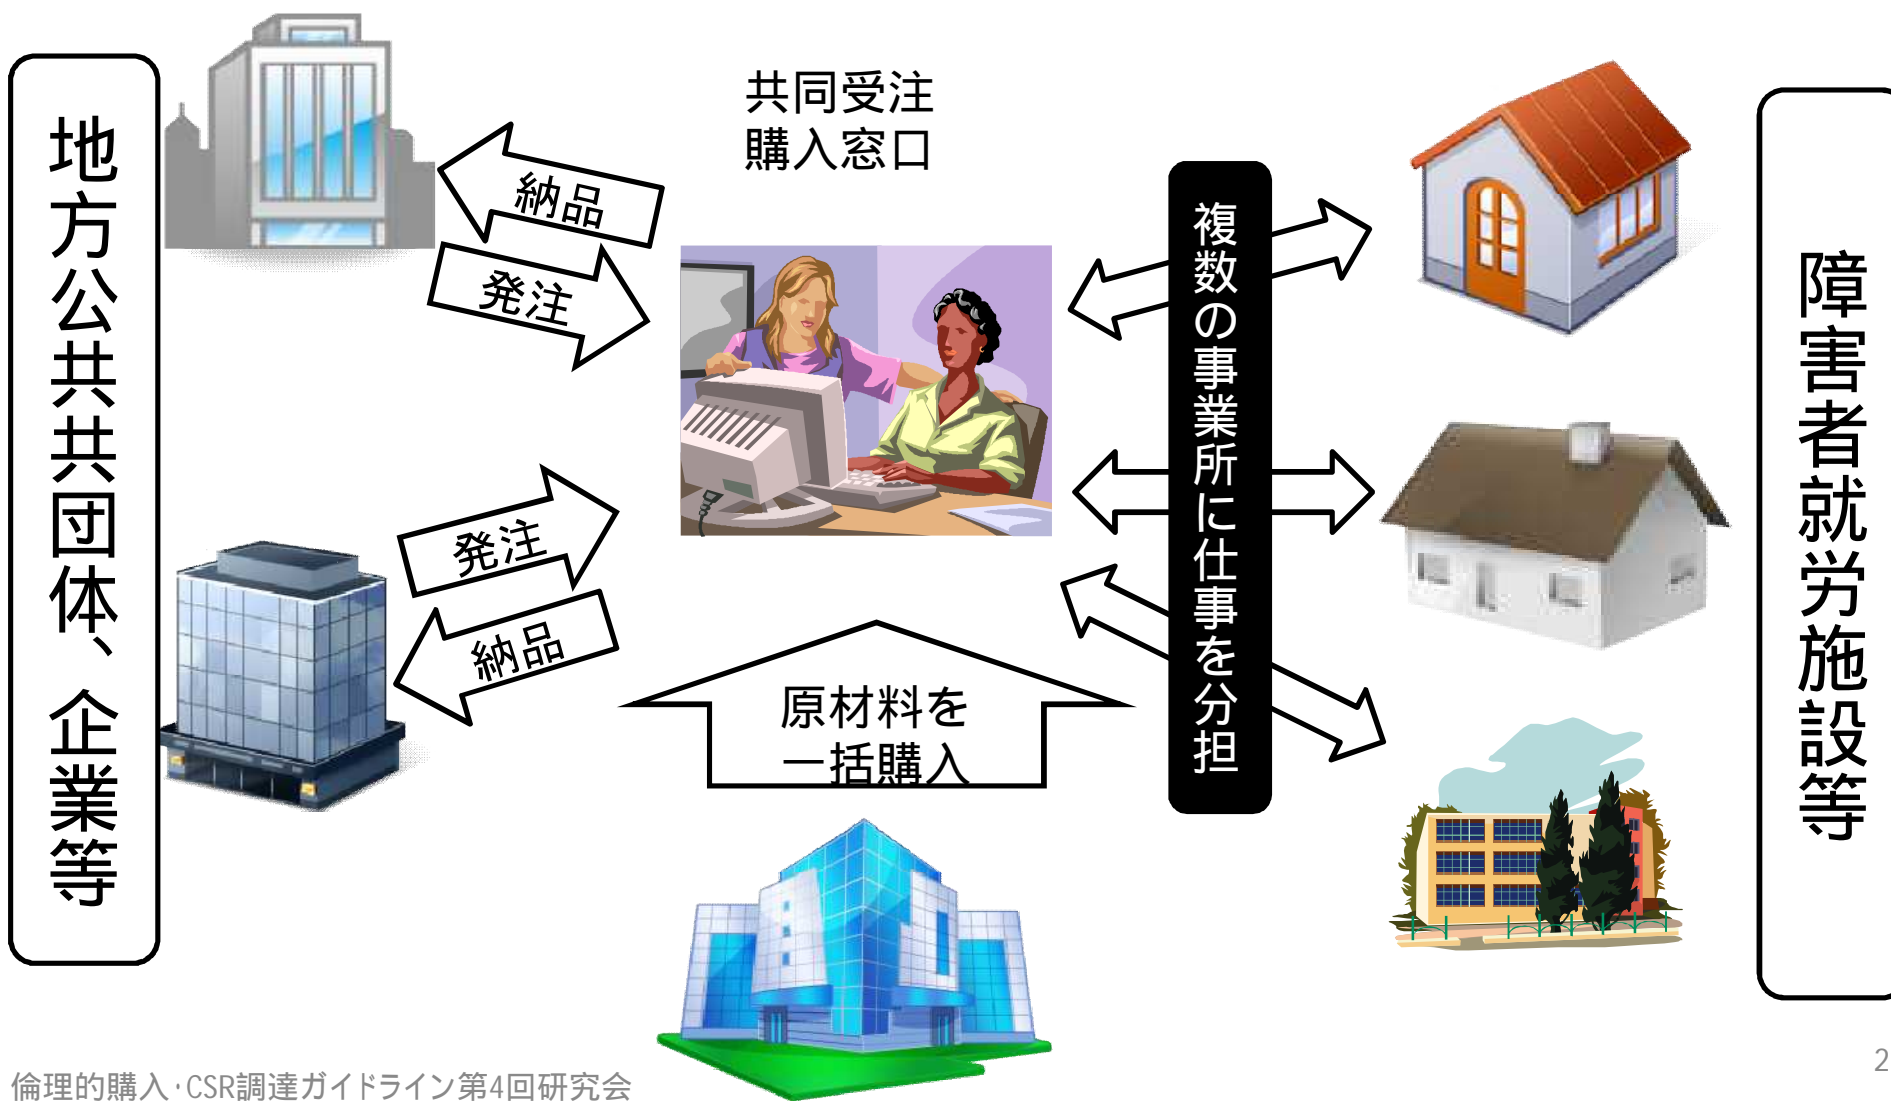 地方公共共団体、企業等
共同受注
購入窓口
納品
発注
発注
納品
原材料を
一括購入
複数の事業所に仕事を分担
障害者就労施設等
倫理的購入・CSR調達ガイドライン第4回研究会
2